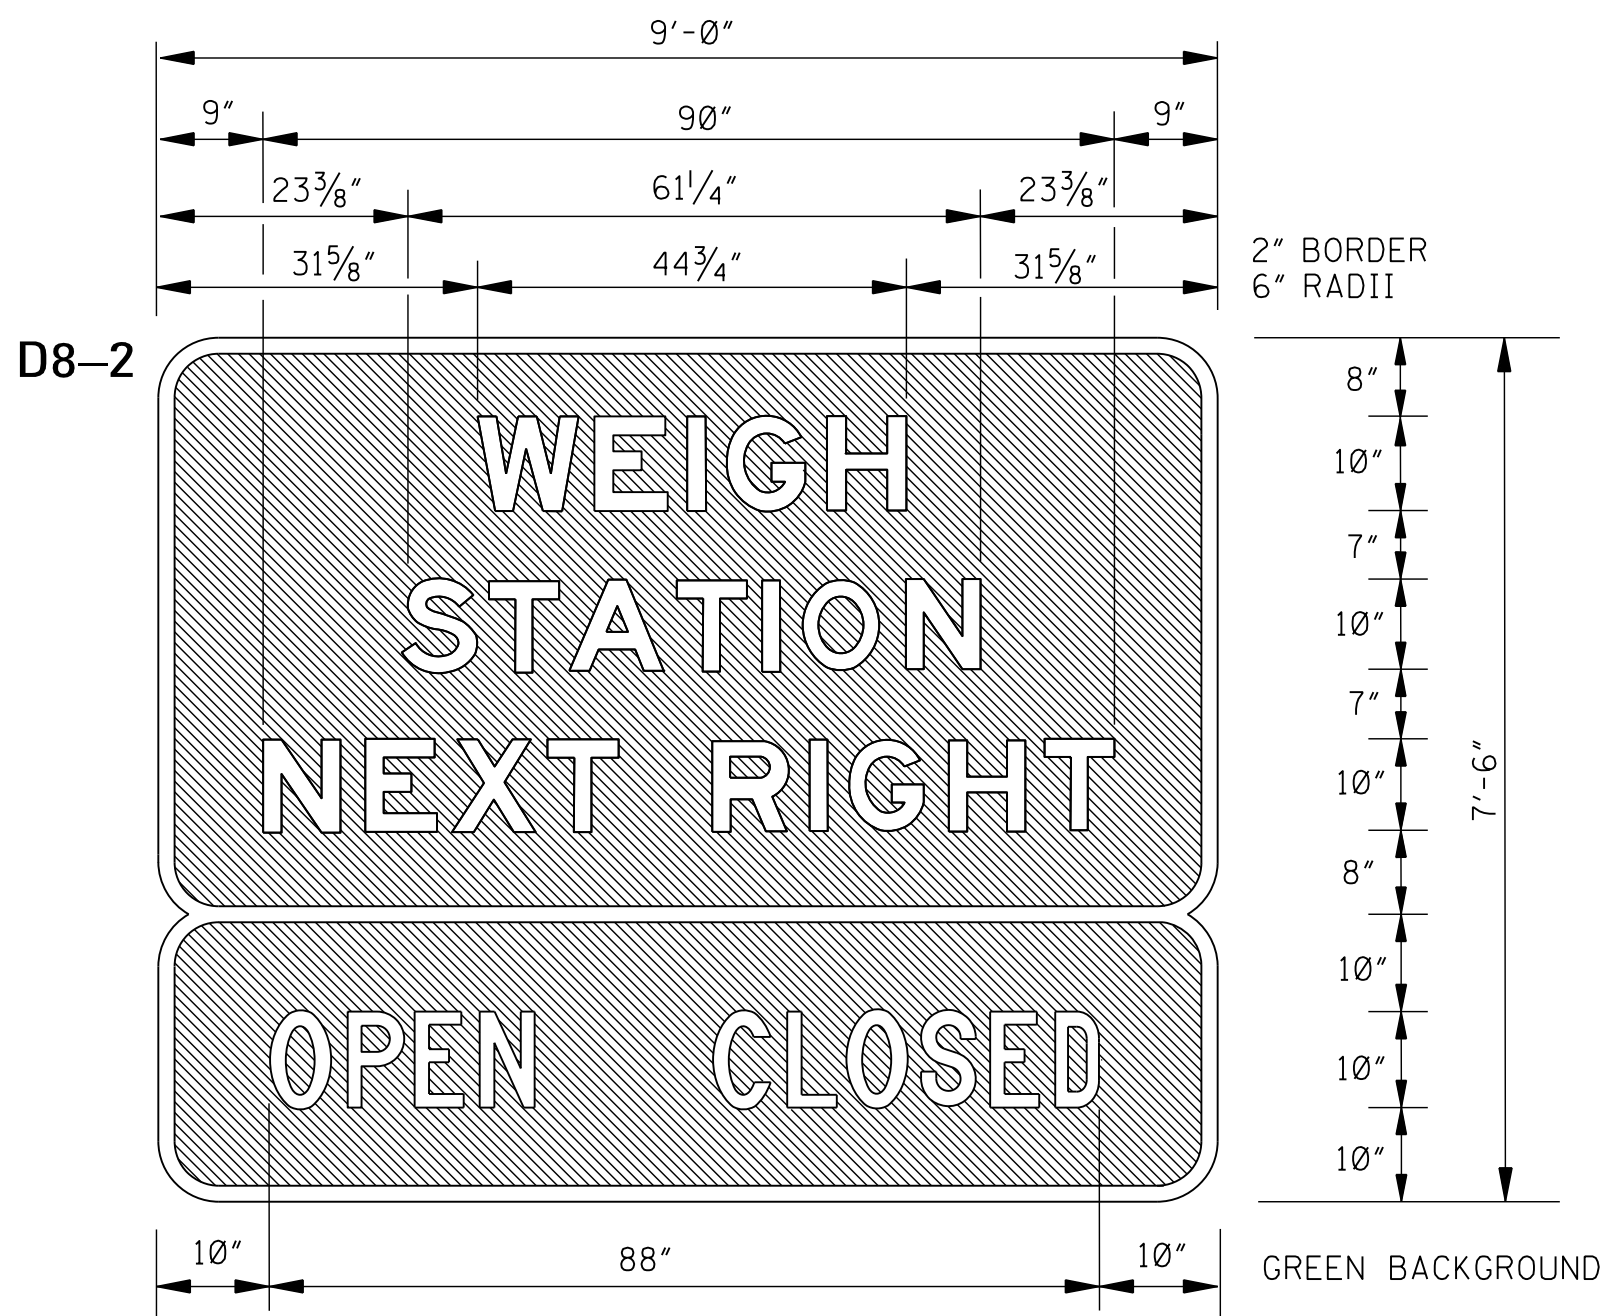 9'-0"
9" 90" 9"
23 3/8" 61 1/4" 23 3/8"
31 5/8" 44 3/4" 31 5/8"
2" BORDER
6" RADII
D8–2
8"
WEIGH
10"
7"
STATION
10"
7"
NEXT RIGHT
10"
7'-6"
8"
10"
OPEN CLOSED
10"
10"
10" 88" 10"
GREEN BACKGROUND